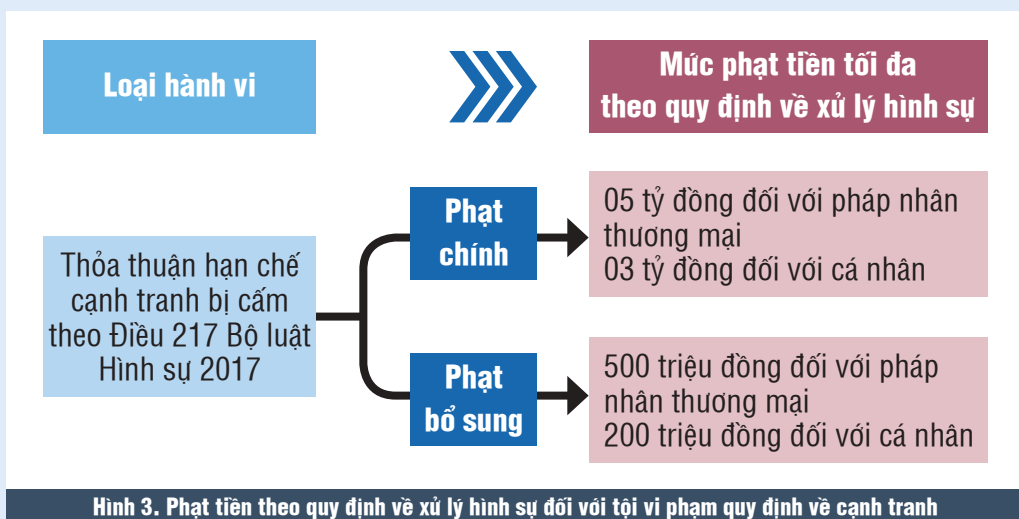 Loại hành vi
Mức phạt tiền tối đa
theo quy định về xử lý hình sự
Thỏa thuận hạn chế
cạnh tranh bị cấm
theo Điều 217 Bộ luật
Hình sự 2017
Phạt
chính
05 tỷ đồng đối với pháp nhân
thương mại
03 tỷ đồng đối với cá nhân
Phạt
bổ sung
500 triệu đồng đối với pháp
nhân thương mại
200 triệu đồng đối với cá nhân
Hình 3. Phạt tiền theo quy định về xử lý hình sự đối với tội vi phạm quy định về cạnh tranh